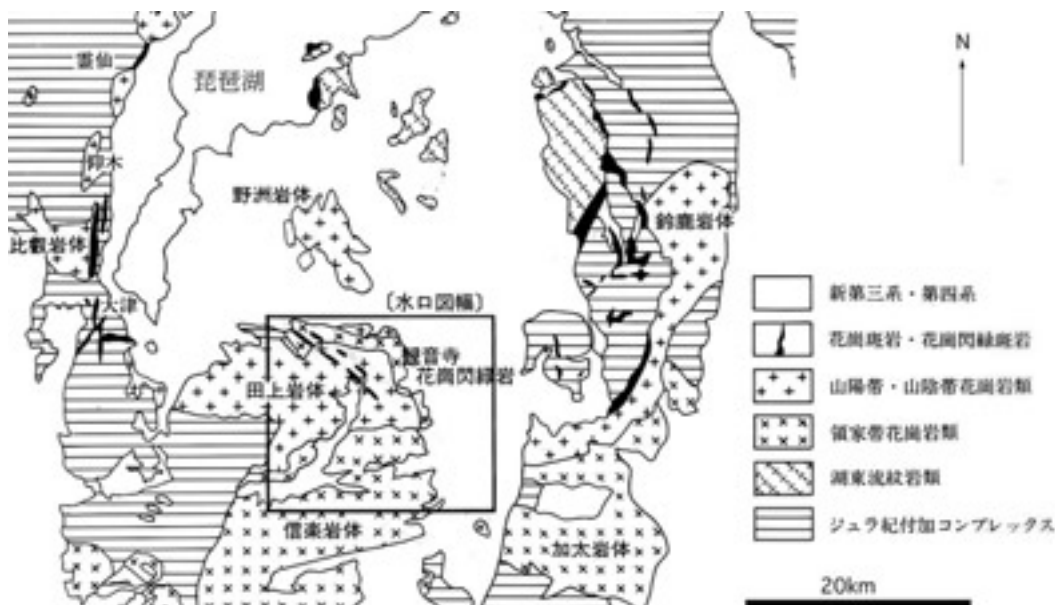 霊仙
琵琶湖
N
仰木
野洲岩体
鈴鹿岩体
比叡岩体
大津
〔水口図幅〕
観音寺
花崗閃緑岩
田上岩体
信楽岩体
加太岩体
新第三系・第四系
花崗斑岩・花崗閃緑斑岩
山陽帯・山陰帯花崗岩類
領家帯花崗岩類
湖東流紋岩類
ジュラ紀付加コンプレックス
20km